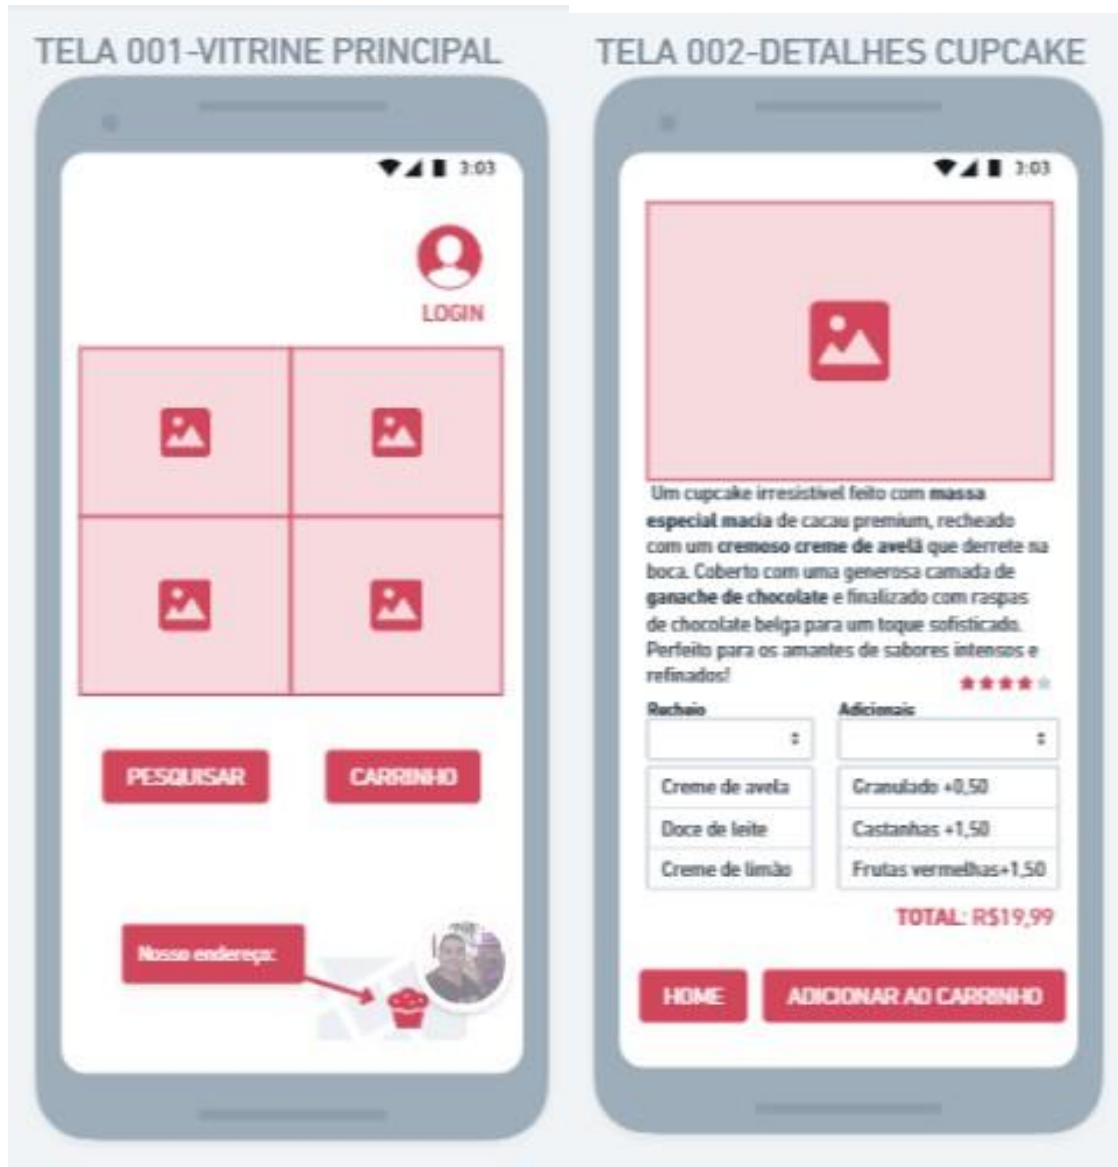 TELA 001-VITRINE PRINCIPAL
3:03
LOGIN
PESQUISAR
CARRINHO
Nosso endereço:
TELA 002-DETALHES CUPCAKE
3:03
Um cupcake irresistível feito com massa
especial macia de cacau premium, recheado
com um cremoso creme de avelã que derrete na
boca. Coberto com uma generosa camada de
ganache de chocolate e finalizado com raspas
de chocolate belga para um toque sofisticado.
Perfeito para os amantes de sabores intensos e
refinados!
Recheio
Adicionais
Creme de avela
Granulado +0,50
Doce de leite
Castanhas +1,50
Creme de limão
Frutas vermelhas+1,50
TOTAL: R$19,99
HOME
ADICIONAR AO CARRINHO